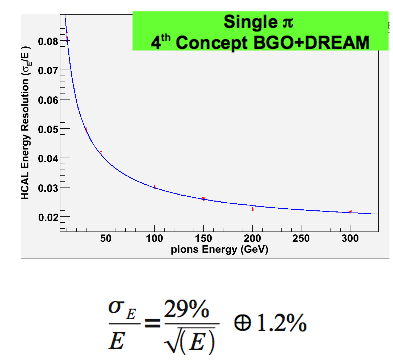 Single π
4th Concept BGO+DREAM
HCAL Energy Resolution (σE/E )
0.08
0.07
0.06
0.05
0.04
0.03
0.02
50 100 150 200 250 300
pions Energy (GeV)
σE/E = 29%/√(E) ⊕ 1.2%